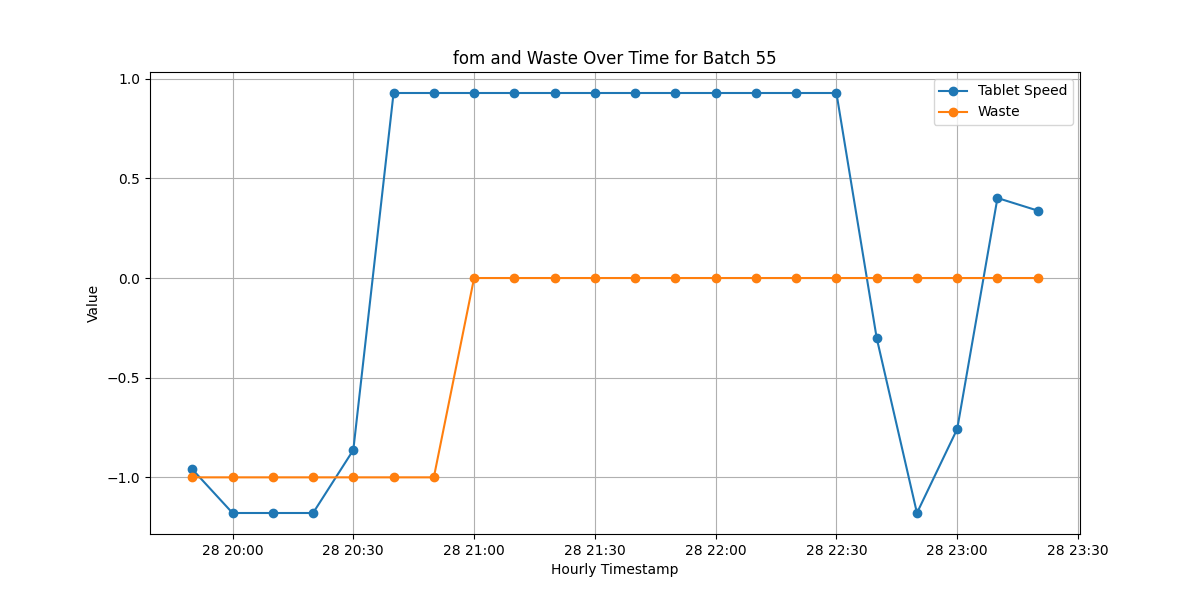 fom and Waste Over Time for Batch 55
Tablet Speed
Waste
1.0
0.5
0.0
−0.5
−1.0
Value
28 20:00 28 20:30 28 21:00 28 21:30 28 22:00 28 22:30 28 23:00 28 23:30
Hourly Timestamp